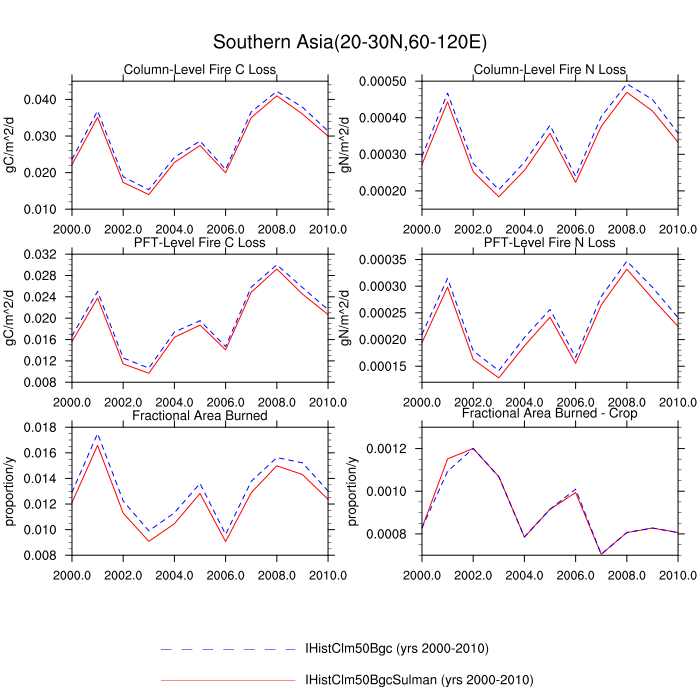 Southern Asia(20-30N,60-120E)
Column-Level Fire C Loss
gC/m^2/d
0.040
0.030
0.020
0.010
2000.0 2002.0 2004.0 2006.0 2008.0 2010.0
Column-Level Fire N Loss
gN/m^2/d
0.00050
0.00040
0.00030
0.00020
2000.0 2002.0 2004.0 2006.0 2008.0 2010.0
PFT-Level Fire C Loss
gC/m^2/d
0.032
0.028
0.024
0.020
0.016
0.012
0.008
2000.0 2002.0 2004.0 2006.0 2008.0 2010.0
PFT-Level Fire N Loss
gN/m^2/d
0.00035
0.00030
0.00025
0.00020
0.00015
2000.0 2002.0 2004.0 2006.0 2008.0 2010.0
Fractional Area Burned
proportion/y
0.018
0.016
0.014
0.012
0.010
0.008
2000.0 2002.0 2004.0 2006.0 2008.0 2010.0
Fractional Area Burned - Crop
proportion/y
0.0012
0.0010
0.0008
2000.0 2002.0 2004.0 2006.0 2008.0 2010.0
IHistClm50Bgc (yrs 2000-2010)
IHistClm50BgcSulman (yrs 2000-2010)